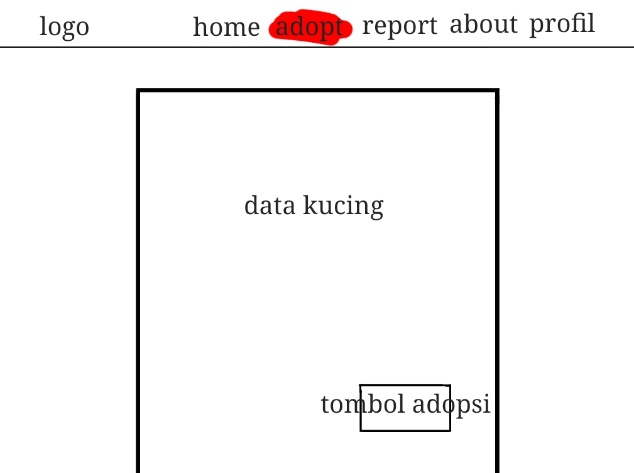 logo home adopt report about profil
data kucing
tombol adopsi